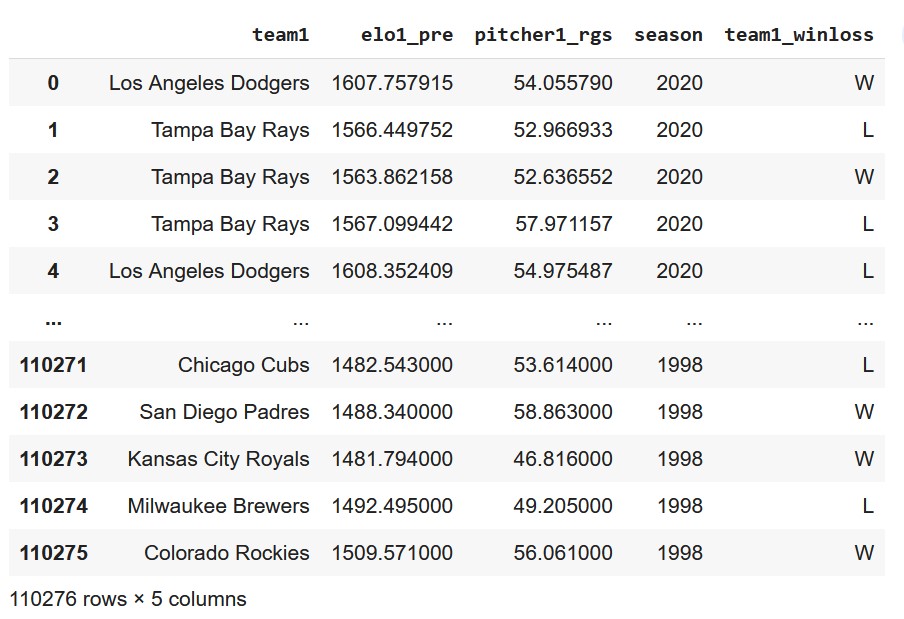 team1 elo1_pre pitcher1_rgs season team1_winloss
0 Los Angeles Dodgers 1607.757915 54.055790 2020 W
1 Tampa Bay Rays 1566.449752 52.966933 2020 L
2 Tampa Bay Rays 1563.862158 52.636552 2020 W
3 Tampa Bay Rays 1567.099442 57.971157 2020 L
4 Los Angeles Dodgers 1608.352409 54.975487 2020 L
... ... ... ... ... ...
110271 Chicago Cubs 1482.543000 53.614000 1998 L
110272 San Diego Padres 1488.340000 58.863000 1998 W
110273 Kansas City Royals 1481.794000 46.816000 1998 W
110274 Milwaukee Brewers 1492.495000 49.205000 1998 L
110275 Colorado Rockies 1509.571000 56.061000 1998 W
110276 rows × 5 columns